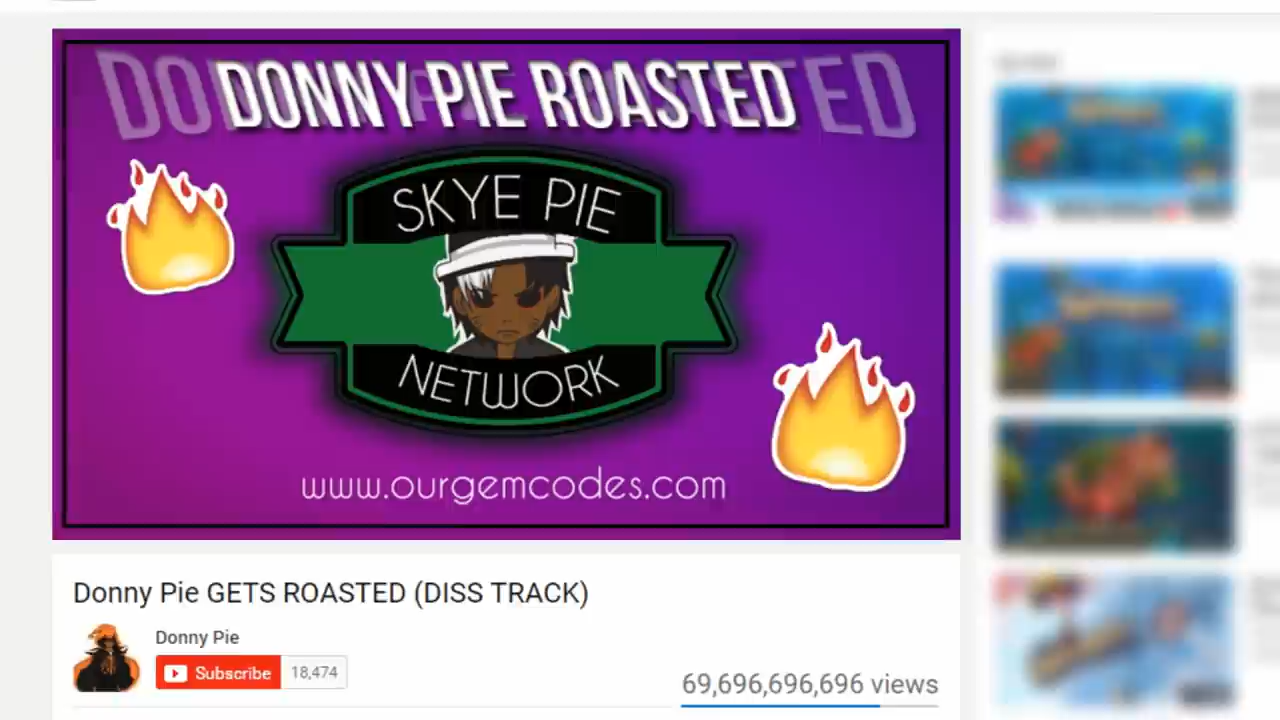 DONNY PIE ROASTED
SKYE PIE
NETWORK
www.ourgemcodes.com
Donny Pie GETS ROASTED (DISS TRACK)
Donny Pie
Subscribe 18,474
69,696,696,696 views